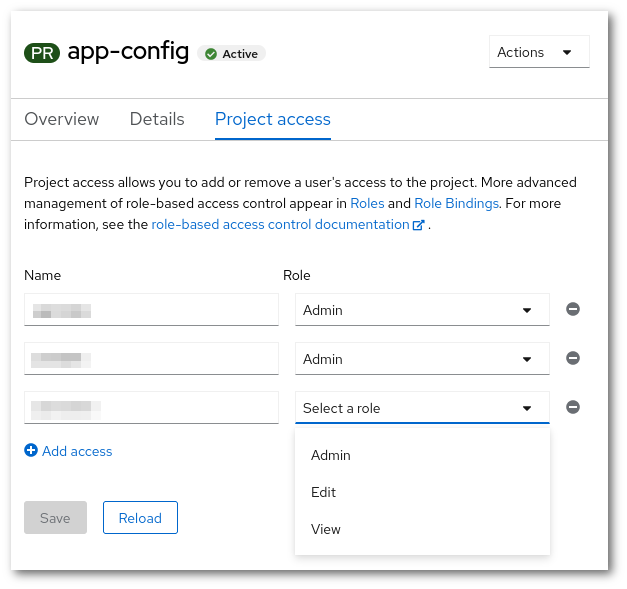 PR app-config Active Actions
Overview Details Project access
Project access allows you to add or remove a user's access to the project. More advanced
management of role-based access control appear in Roles and Role Bindings. For more
information, see the role-based access control documentation .
Name Role
Admin
Admin
Select a role
Add access
Admin
Edit
Save Reload
View